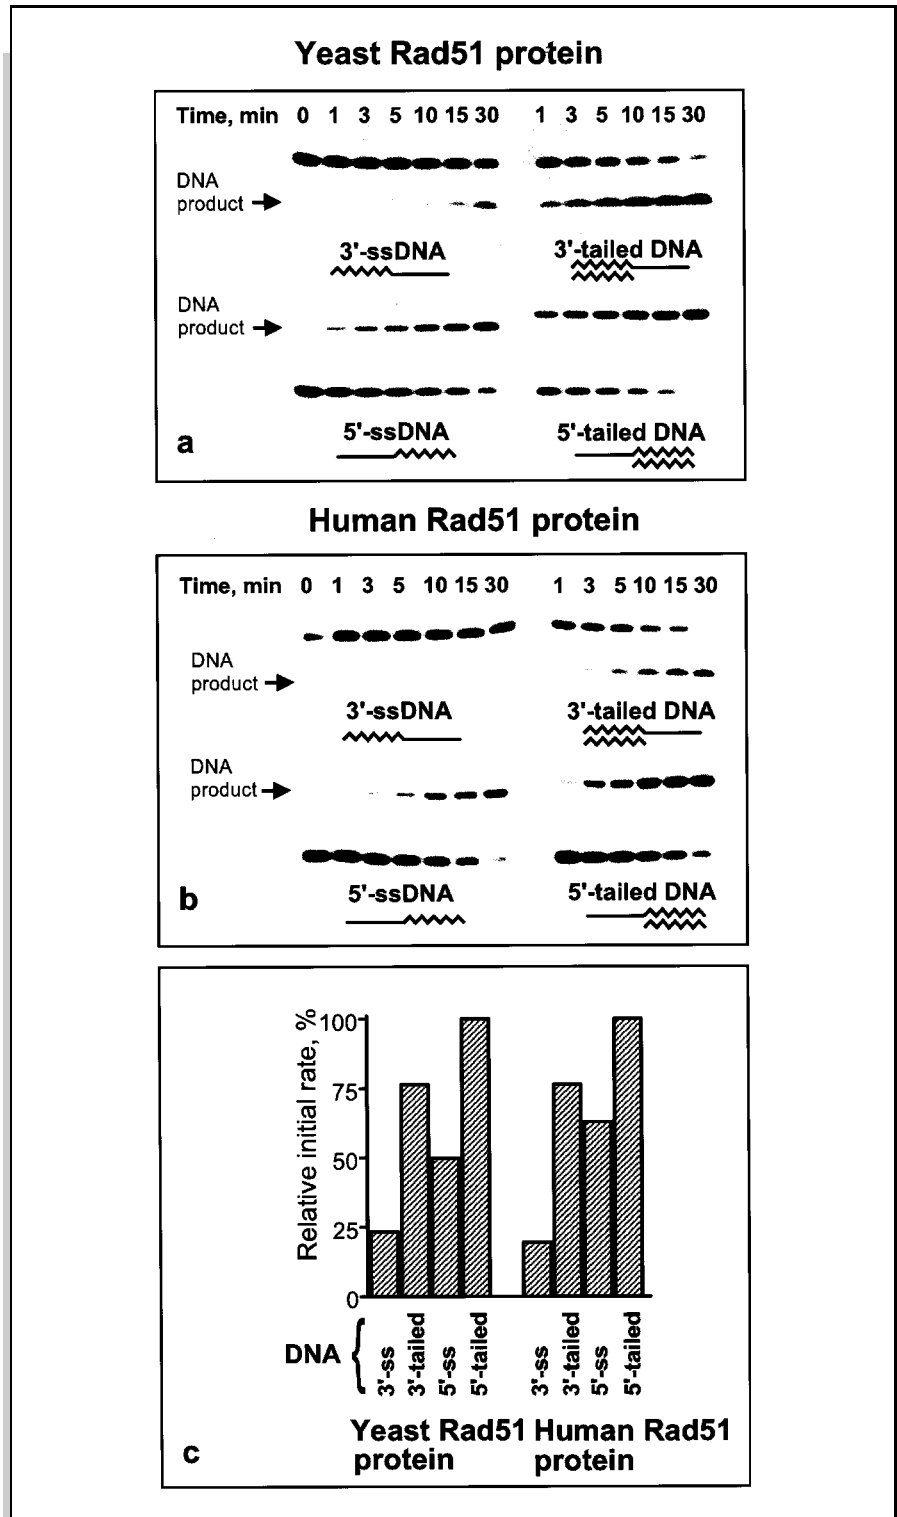 Yeast Rad51 protein
Time, min 0 1 3 5 10 15 30 1 3 5 10 15 30
DNA
product
3'-ssDNA 3'-tailed DNA
DNA
product
5'-ssDNA 5'-tailed DNA
a
Human Rad51 protein
Time, min 0 1 3 5 10 15 30 1 3 5 10 15 30
DNA
product
3'-ssDNA 3'-tailed DNA
DNA
product
5'-ssDNA 5'-tailed DNA
b
Relative initial rate, %
100
75
50
25
0
DNA
3'-ss
3'-tailed
5'-ss
5'-tailed
3'-ss
3'-tailed
5'-ss
5'-tailed
Yeast Rad51 Human Rad51
protein protein
c